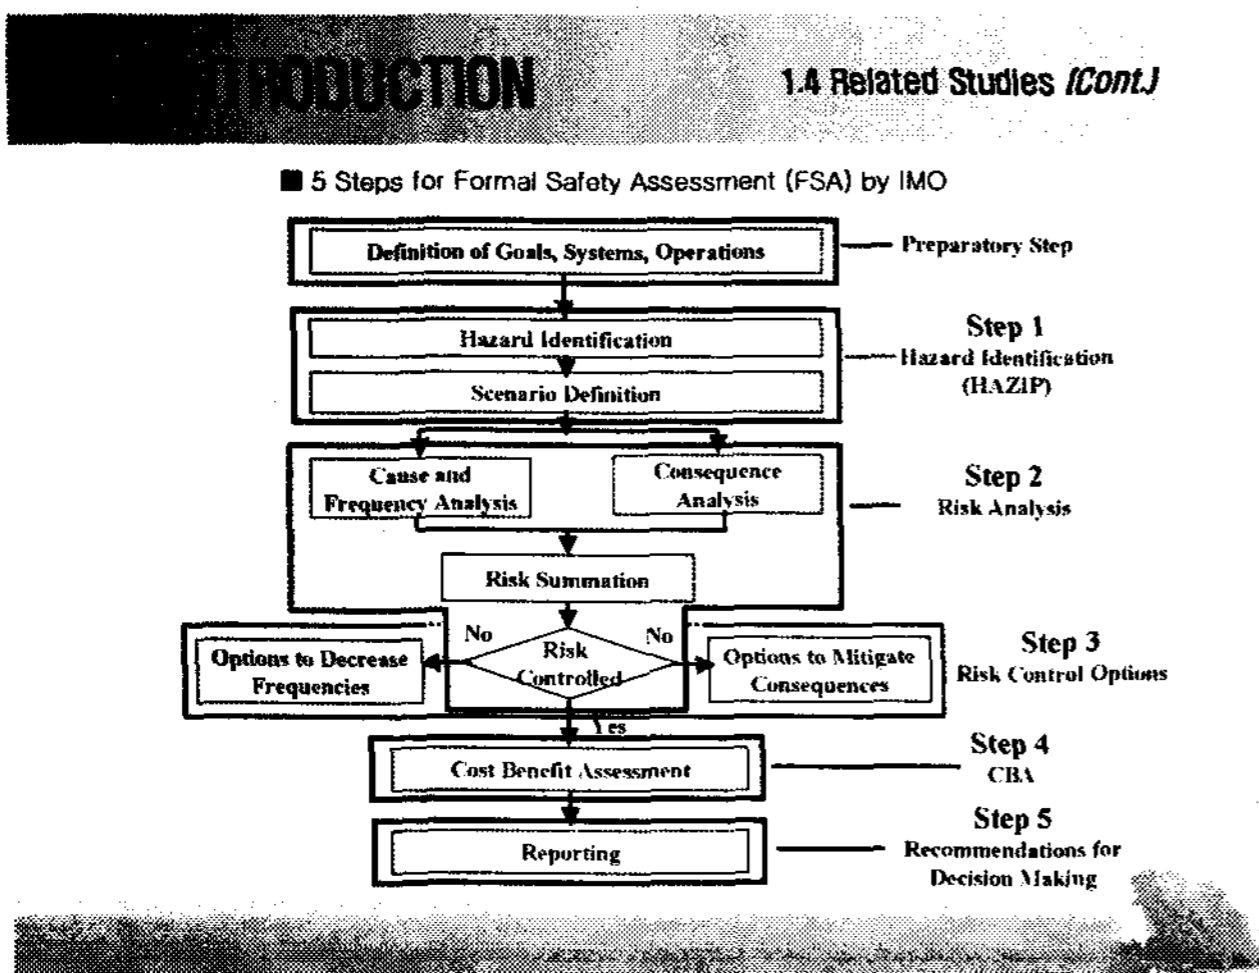 INTRODUCTION
1.4 Related Studies (Cont.)
■ 5 Steps for Formal Safety Assessment (FSA) by IMO
Definition of Goals, Systems, Operations
Preparatory Step
Hazard Identification
Scenario Definition
Step 1
Hazard Identification
(HAZIP)
Cause and
Frequency Analysis
Consequence
Analysis
Step 2
Risk Analysis
Risk Summation
No
Risk
Controlled
No
Yes
Options to Decrease
Frequencies
Options to Mitigate
Consequences
Step 3
Risk Control Options
Cost Benefit Assessment
Step 4
CBA
Reporting
Step 5
Recommendations for
Decision Making